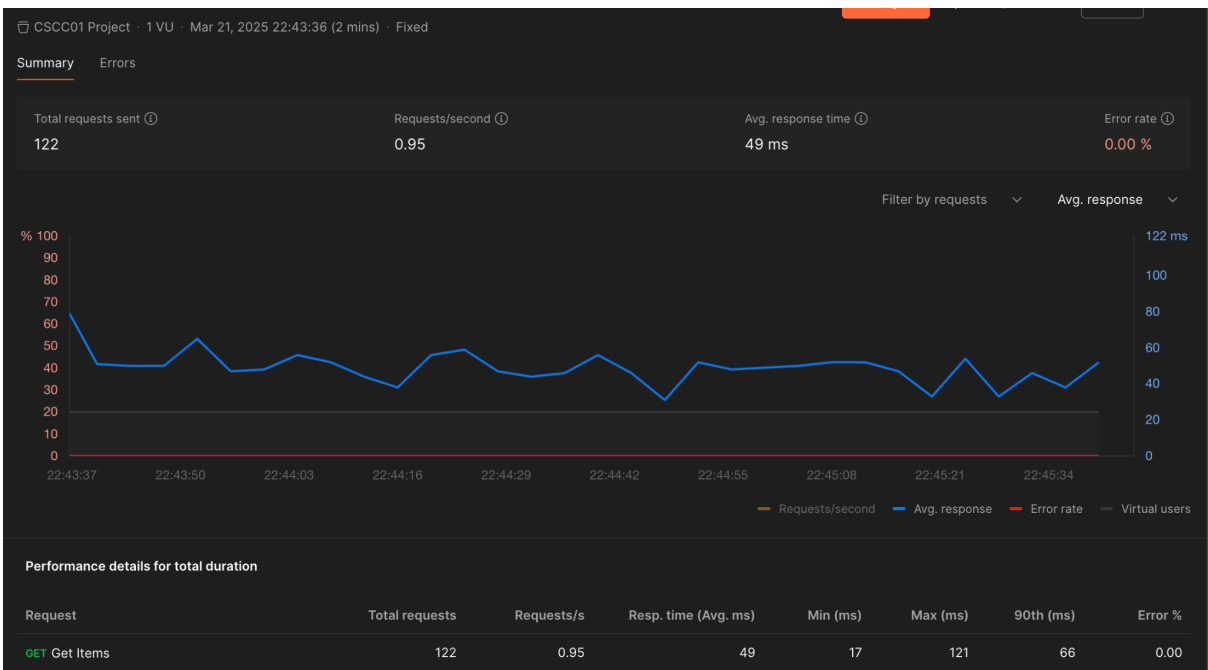 CSCC01 Project · 1 VU · Mar 21, 2025 22:43:36 (2 mins) · Fixed
Summary Errors
Total requests sent Requests/second Avg. response time Error rate
122 0.95 49 ms 0.00 %
Filter by requests Avg. response
% 100 122 ms
90
80 100
70 80
60
50 60
40 40
30
20 20
10
0 0
22:43:37 22:43:50 22:44:03 22:44:16 22:44:29 22:44:42 22:44:55 22:45:08 22:45:21 22:45:34
Requests/second Avg. response Error rate Virtual users
Performance details for total duration
Request Total requests Requests/s Resp. time (Avg. ms) Min (ms) Max (ms) 90th (ms) Error %
GET Get Items 122 0.95 49 17 121 66 0.00